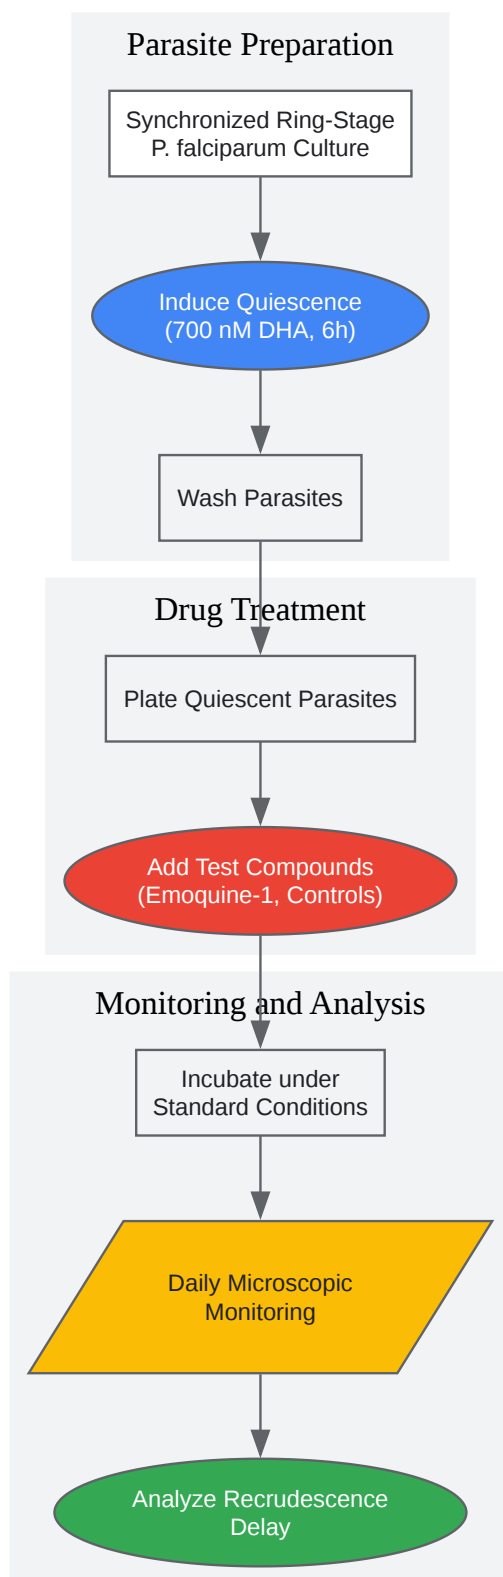 Parasite Preparation
Synchronized Ring-Stage
P. falciparum Culture
Induce Quiescence
(700 nM DHA, 6h)
Wash Parasites
Drug Treatment
Plate Quiescent Parasites
Add Test Compounds
(Emoquine-1, Controls)
Monitoring and Analysis
Incubate under
Standard Conditions
Daily Microscopic
Monitoring
Analyze Recrudescence
Delay